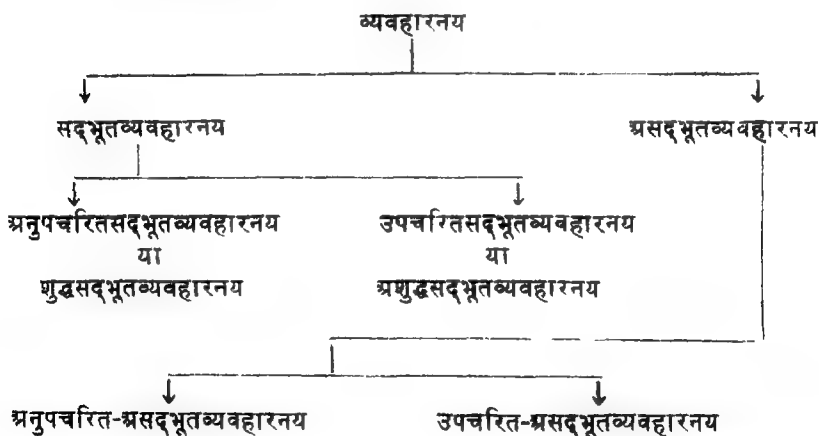 व्यवहारनय
सद्भूतव्यवहारनय असद्भूतव्यवहारनय
अनुपचरितसद्भूतव्यवहारनय उपचरितसद्भूतव्यवहारनय
या या
शुद्धसद्भूतव्यवहारनय अशुद्धसद्भूतव्यवहारनय
अनुपचरित-असद्भूतव्यवहारनय उपचरित-असद्भूतव्यवहारनय